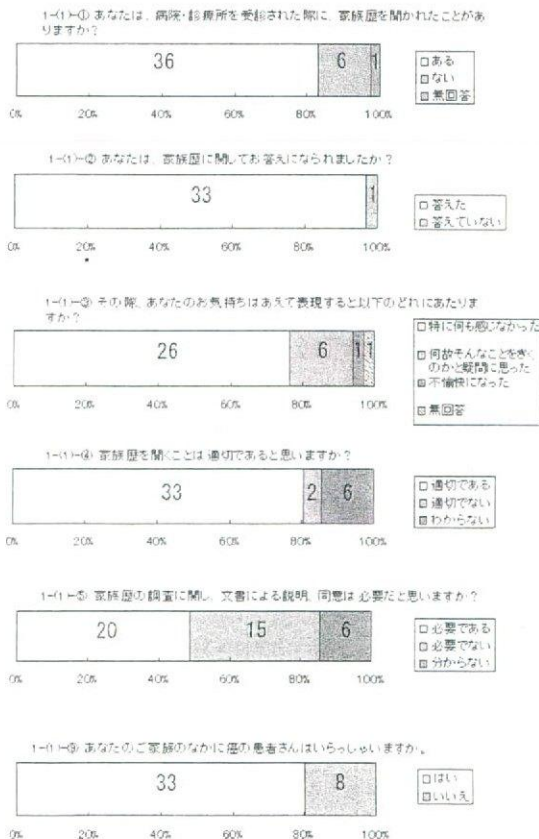 1-(1)-① あなたは、病院・診療所を受診された際に、家族歴を聞かれたことがあ
りますか？
36 6 1
□ある
□ない
□無回答
0% 20% 40% 60% 80% 100%
1-(1)-② あなたは、家族歴に関してお答えになられましたか？
33 1
□答えた
□答えていない
0% 20% 40% 60% 80% 100%
1-(1)-③ その際、あなたのお気持ちはあえて表現すると以下のどれにあたりま
すか？
26 6 1 1
□特に何も感じなかった
□何故そんなことをきく
のかと疑問に思った
□不愉快になった
□無回答
0% 20% 40% 60% 80% 100%
1-(1)-④ 家族歴を聞くことは適切であると思いますか？
33 2 6
□適切である
□適切でない
□わからない
0% 20% 40% 60% 80% 100%
1-(1)-⑤ 家族歴の調査に関し、文書による説明、同意は必要だと思いますか？
20 15 6
□必要である
□必要でない
□分からない
0% 20% 40% 60% 80% 100%
あなたのご家族のなかに癌の患者さんはいらっしゃいますか。
33 8
□はい
□いいえ
0% 20% 40% 60% 80% 100%